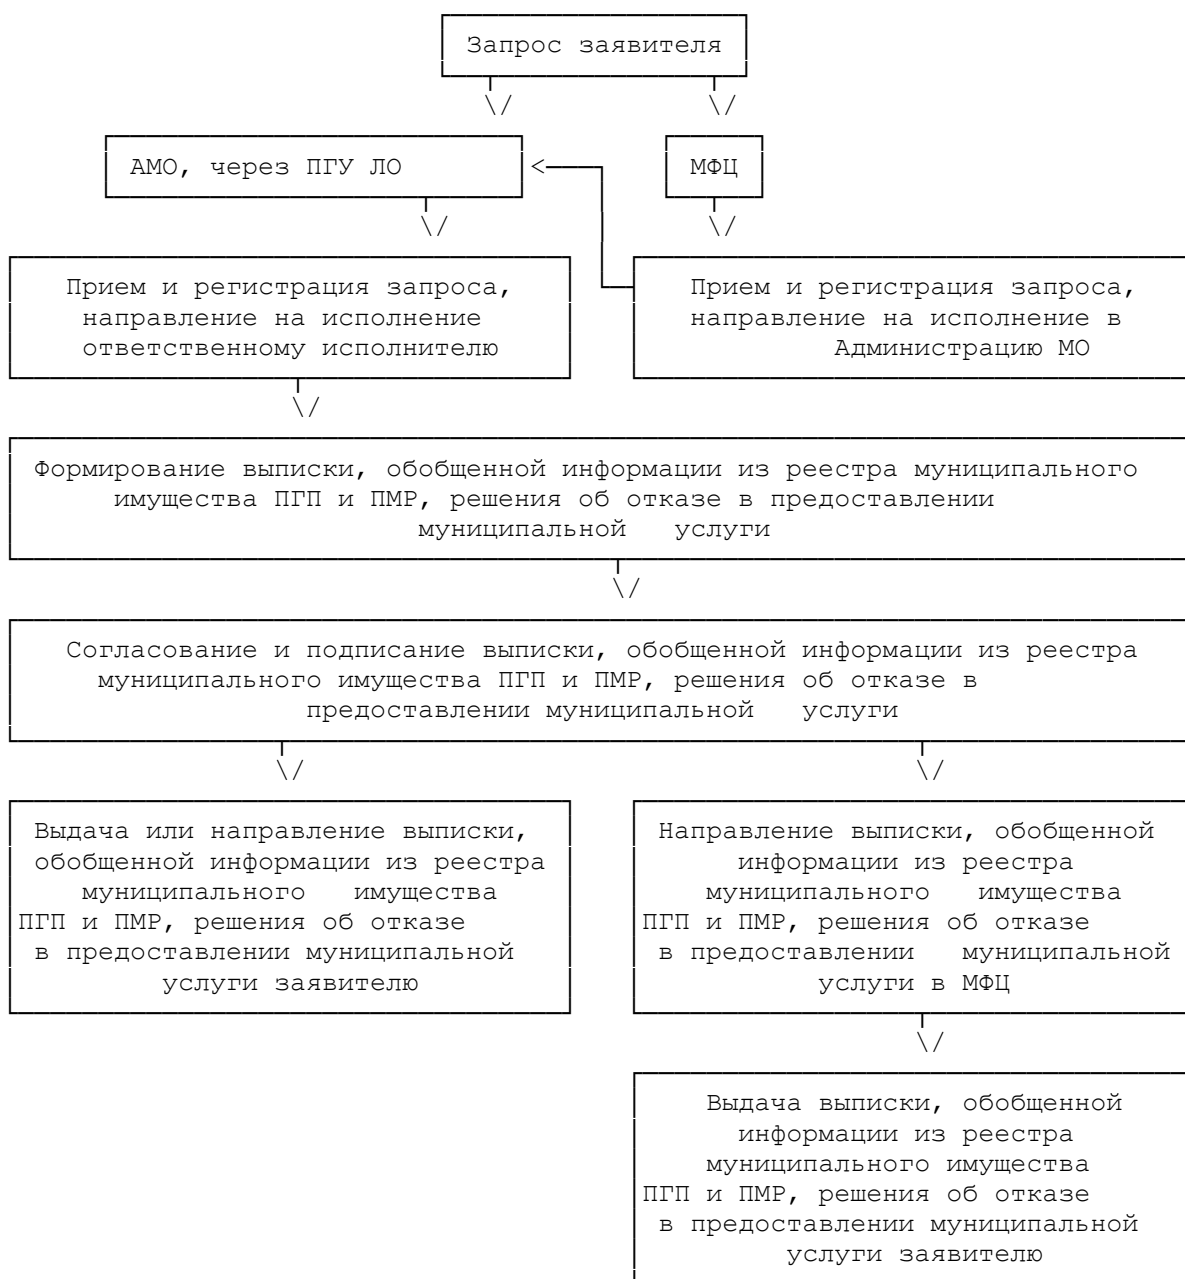 Запрос заявителя
АМО, через ПГУ ЛО
МФЦ
Прием и регистрация запроса,
направление на исполнение
ответственному исполнителю
Прием и регистрация запроса,
направление на исполнение в
Администрацию МО
Формирование выписки, обобщенной информации из реестра муниципального
имущества ПГП и ПМР, решения об отказе в предоставлении
муниципальной услуги
Согласование и подписание выписки, обобщенной информации из реестра
муниципального имущества ПГП и ПМР, решения об отказе в
предоставлении муниципальной услуги
Выдача или направление выписки,
обобщенной информации из реестра
муниципального имущества
ПГП и ПМР, решения об отказе
в предоставлении муниципальной
услуги заявителю
Направление выписки, обобщенной
информации из реестра
муниципального имущества
ПГП и ПМР, решения об отказе
в предоставлении муниципальной
услуги в МФЦ
Выдача выписки, обобщенной
информации из реестра
муниципального имущества
ПГП и ПМР, решения об отказе
в предоставлении муниципальной
услуги заявителю